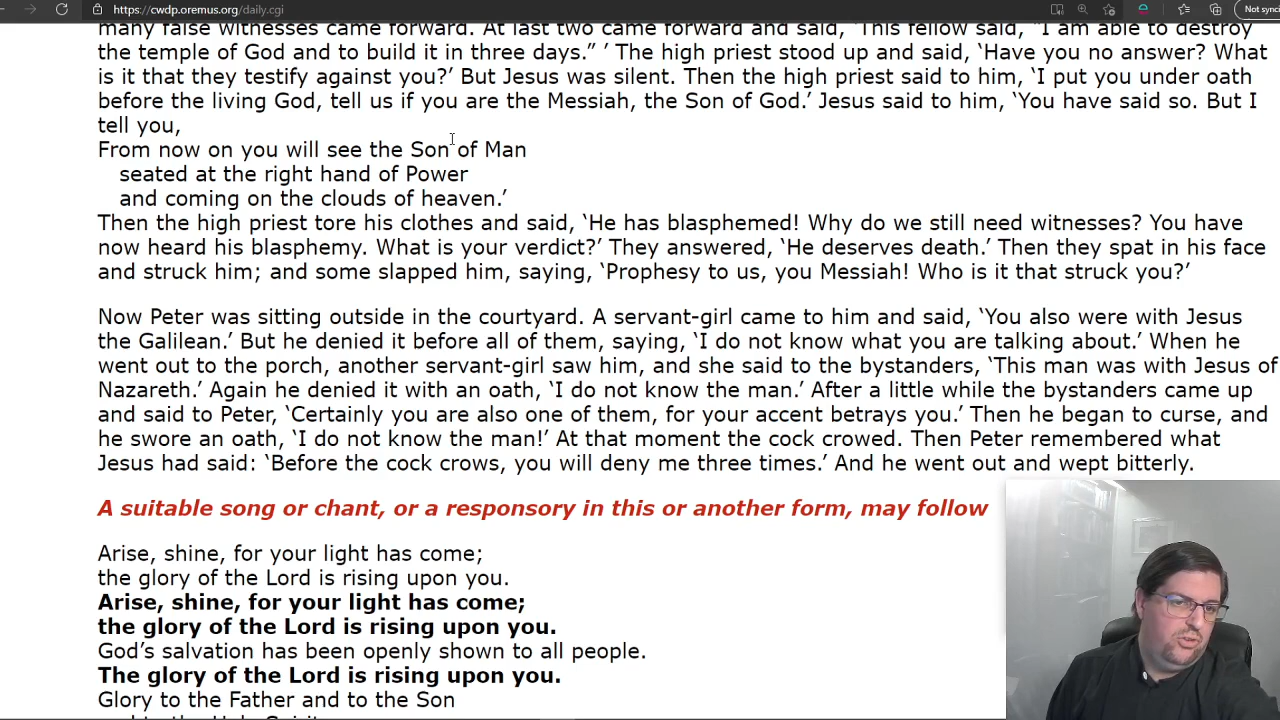 https://cwdp.oremus.org/daily.cgi
Not synci
many false witnesses came forward. At last two came forward and said, ‘This fellow said, “I am able to destroy
the temple of God and to build it in three days.” ’ The high priest stood up and said, ‘Have you no answer? What
is it that they testify against you?’ But Jesus was silent. Then the high priest said to him, ‘I put you under oath
before the living God, tell us if you are the Messiah, the Son of God.’ Jesus said to him, ‘You have said so. But I
tell you,
From now on you will see the Son of Man
seated at the right hand of Power
and coming on the clouds of heaven.’
Then the high priest tore his clothes and said, ‘He has blasphemed! Why do we still need witnesses? You have
now heard his blasphemy. What is your verdict?’ They answered, ‘He deserves death.’ Then they spat in his face
and struck him; and some slapped him, saying, ‘Prophesy to us, you Messiah! Who is it that struck you?’
Now Peter was sitting outside in the courtyard. A servant-girl came to him and said, ‘You also were with Jesus
the Galilean.’ But he denied it before all of them, saying, ‘I do not know what you are talking about.’ When he
went out to the porch, another servant-girl saw him, and she said to the bystanders, ‘This man was with Jesus of
Nazareth.’ Again he denied it with an oath, ‘I do not know the man.’ After a little while the bystanders came up
and said to Peter, ‘Certainly you are also one of them, for your accent betrays you.’ Then he began to curse, and
he swore an oath, ‘I do not know the man!’ At that moment the cock crowed. Then Peter remembered what
Jesus had said: ‘Before the cock crows, you will deny me three times.’ And he went out and wept bitterly.
A suitable song or chant, or a responsory in this or another form, may follow
Arise, shine, for your light has come;
the glory of the Lord is rising upon you.
Arise, shine, for your light has come;
the glory of the Lord is rising upon you.
God’s salvation has been openly shown to all people.
The glory of the Lord is rising upon you.
Glory to the Father and to the Son